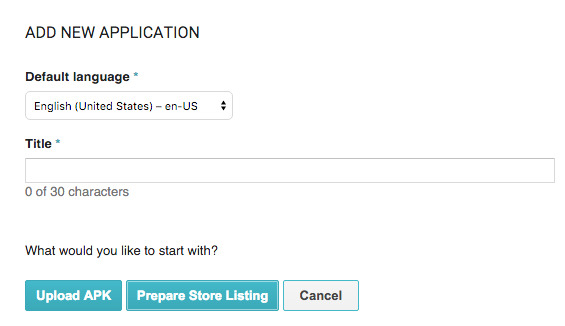 ADD NEW APPLICATION
Default language *
English (United States) – en-US
Title *
0 of 30 characters
What would you like to start with?
Upload APK Prepare Store Listing Cancel